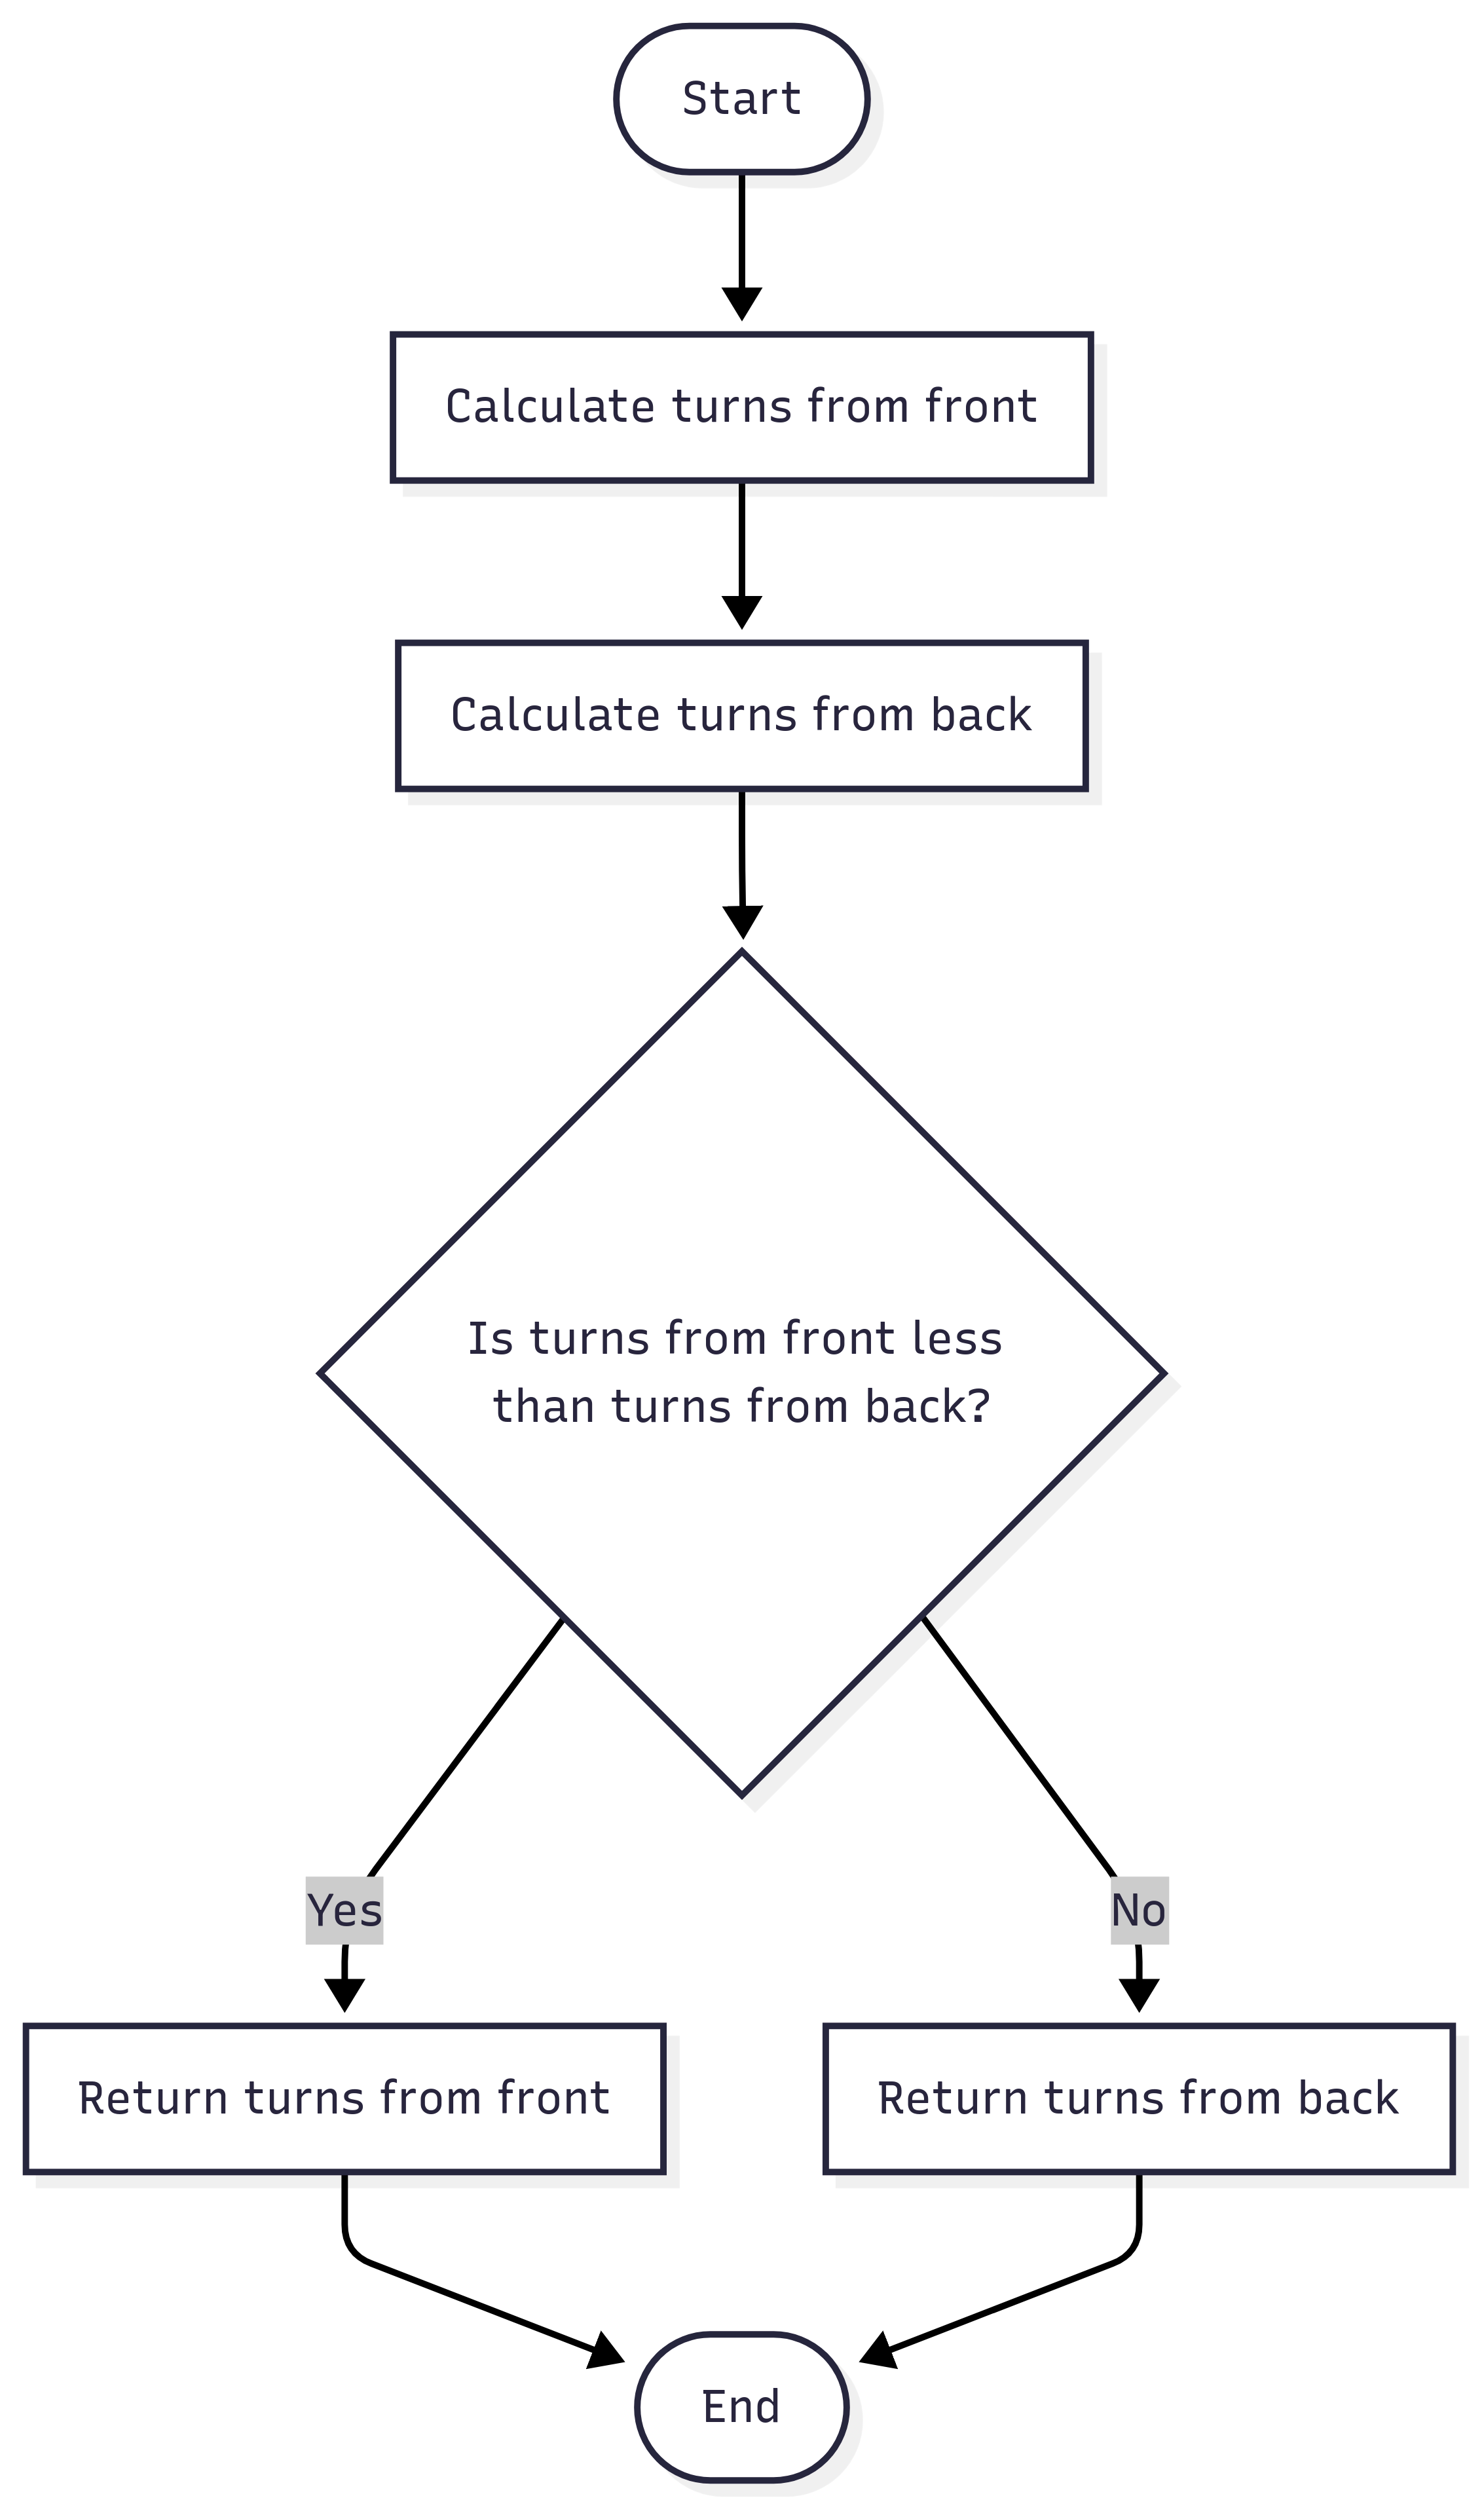 Start
Calculate turns from front
Calculate turns from back
Is turns from front less
than turns from back?
Yes
No
Return turns from front
Return turns from back
End